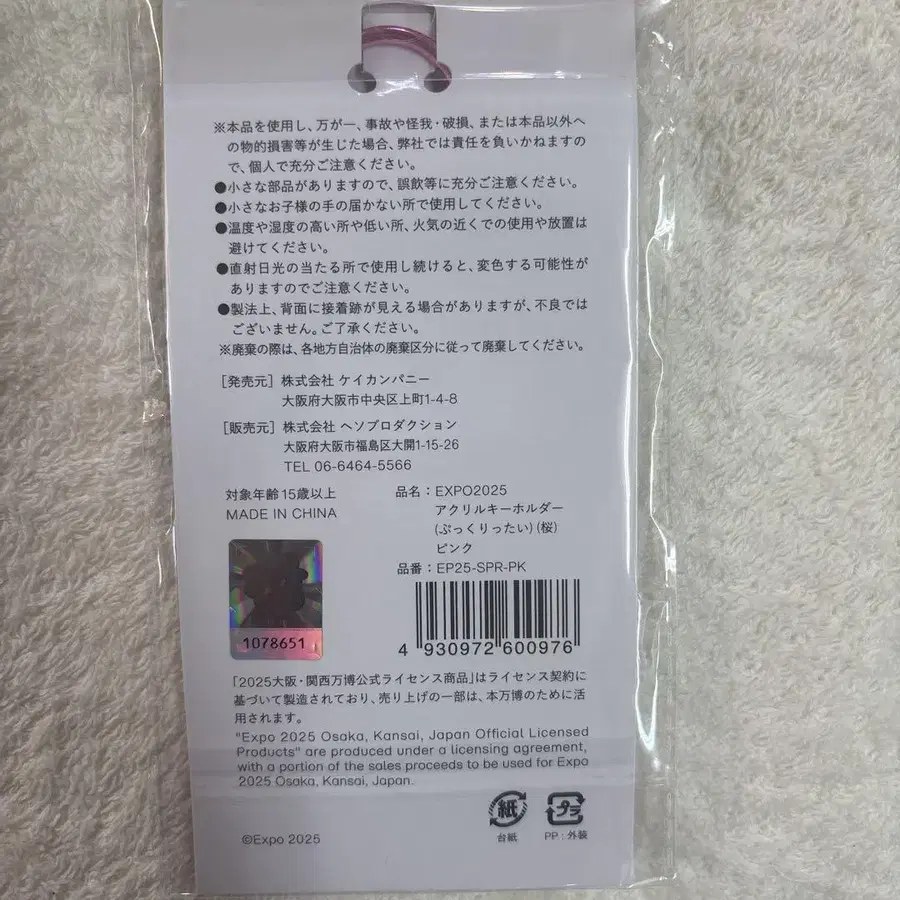 ※本品を使用し、万が一、事故や怪我・破損、または本品以外へ
の物的損害等が生じた場合、弊社では責任を負いかねますの
で、個人で充分ご注意ください。
●小さな部品がありますので、誤飲等に充分ご注意ください。
●小さなお子様の手の届かない所で使用してください。
●温度や湿度の高い所や低い所、火気の近くでの使用や放置は
避けてください。
●直射日光の当たる所で使用し続けると、変色する可能性が
ありますのでご注意ください。
●製法上、背面に接着跡が見える場合がありますが、不良では
ございません。ご了承ください。
※廃棄の際は、各地方自治体の廃棄区分に従って廃棄してください。
[発売元] 株式会社 ケイカンパニー
大阪府大阪市中央区上町1-4-8
[販売元] 株式会社 ヘソプロダクション
大阪府大阪市福島区大開1-15-26
TEL 06-6464-5566
対象年齢15歳以上
MADE IN CHINA
品名：EXPO2025
アクリルキーホルダー
(ぷっくりったい)(桜)
ピンク
品番：EP25-SPR-PK
1078651
4 930972 600976
「2025大阪・関西万博公式ライセンス商品」はライセンス契約に
基づいて製造されており、売り上げの一部は、本万博のために活
用されます。
"Expo 2025 Osaka, Kansai, Japan Official Licensed
Products" are produced under a licensing agreement,
with a portion of the sales proceeds to be used for Expo
2025 Osaka, Kansai, Japan.
紙
台紙
プラ
PP：外装
©Expo 2025